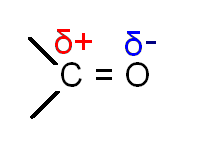 δ+ δ-
C = O